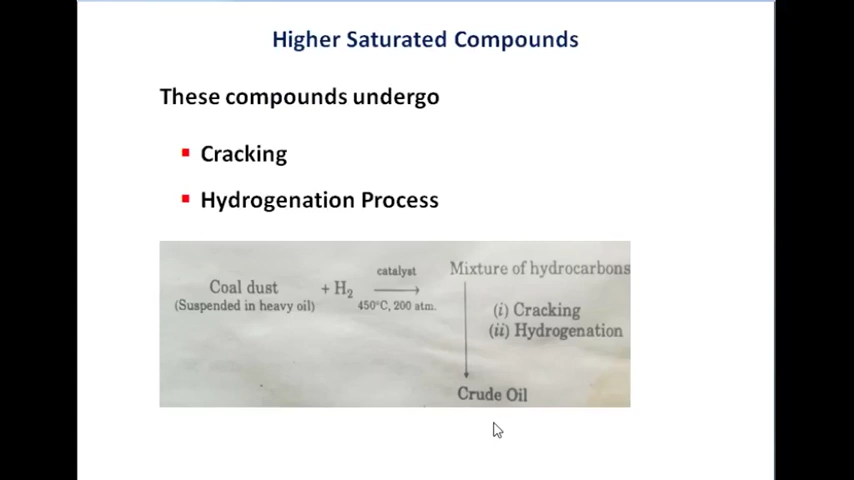 Higher Saturated Compounds
These compounds undergo
Cracking
Hydrogenation Process
Coal dust + H₂ catalyst Mixture of hydrocarbons
(Suspended in heavy oil) 450°C, 200 atm.
(i) Cracking
(ii) Hydrogenation
Crude Oil